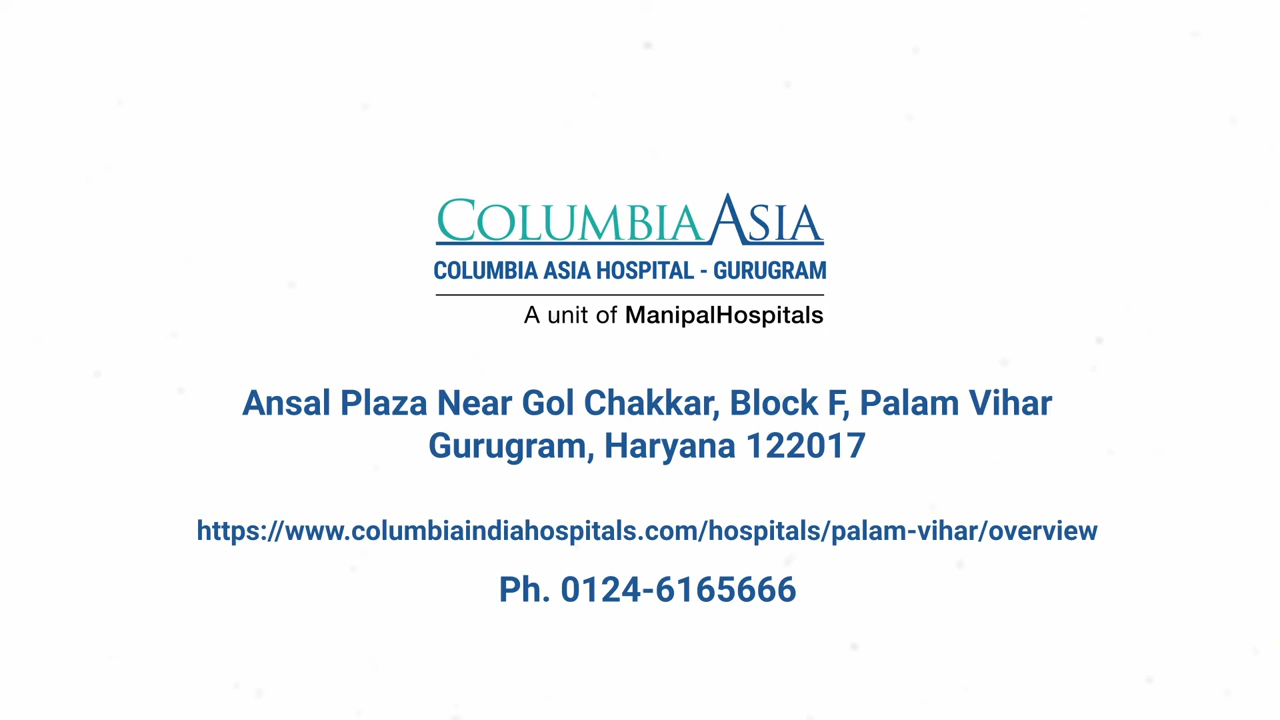 COLUMBIA ASIA
COLUMBIA ASIA HOSPITAL - GURUGRAM
A unit of ManipalHospitals
Ansal Plaza Near Gol Chakkar, Block F, Palam Vihar
Gurugram, Haryana 122017
https://www.columbiaindiahospitals.com/hospitals/palam-vihar/overview
Ph. 0124-6165666